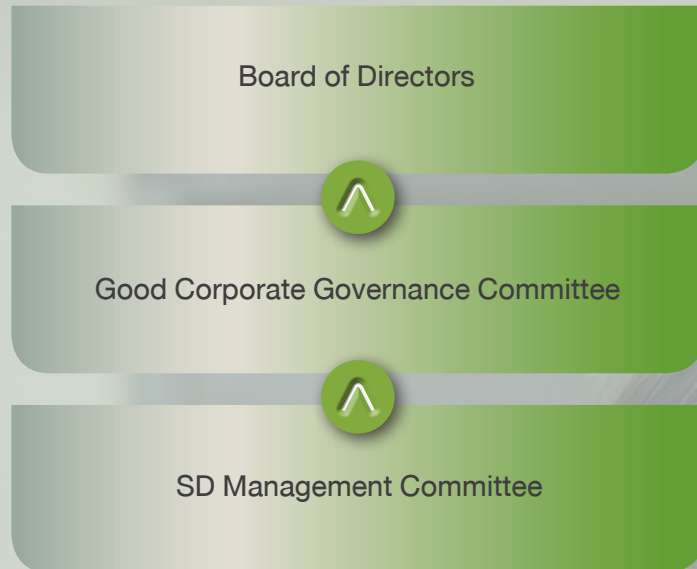 Board of Directors
Good Corporate Governance Committee
SD Management Committee